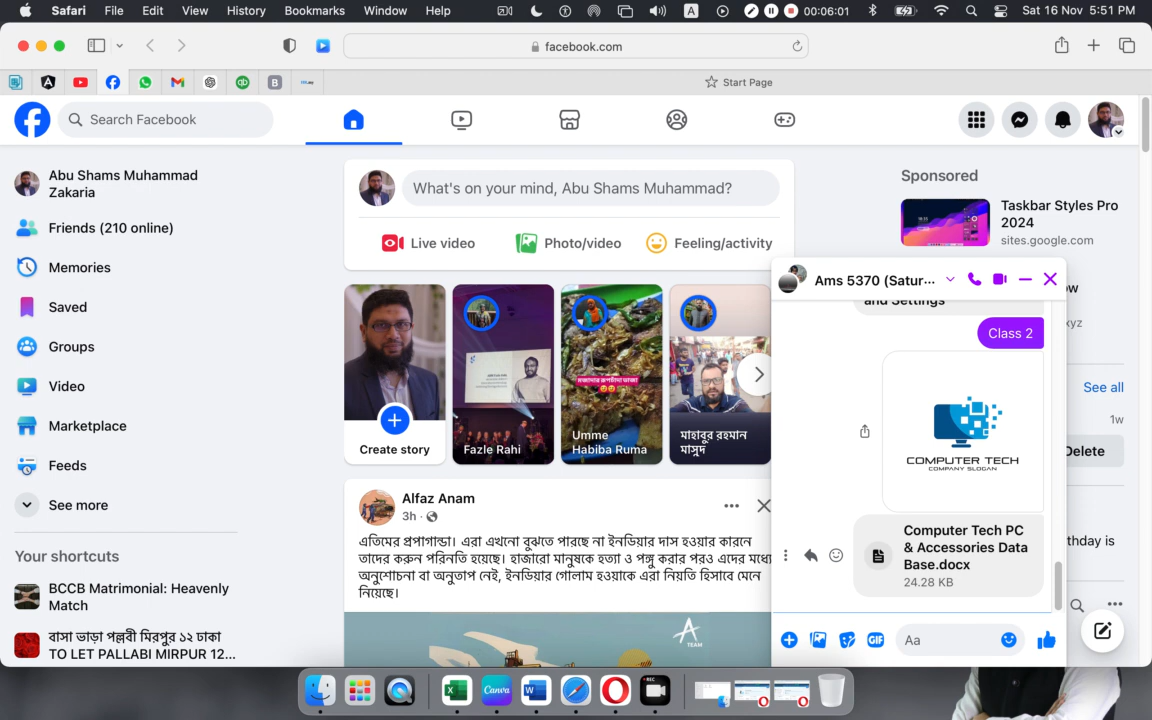 Safari File Edit View History Bookmarks Window Help A 00:06:01 Sat 16 Nov 5:51 PM
facebook.com
Start Page
Search Facebook
Abu Shams Muhammad
Zakaria
Friends (210 online)
Memories
Saved
Groups
Video
Marketplace
Feeds
See more
Your shortcuts
BCCB Matrimonial: Heavenly
Match
বাসা ভাড়া পল্লবী মিরপুর ১২ ঢাকা
TO LET PALLABI MIRPUR 12...
What's on your mind, Abu Shams Muhammad?
Live video
Photo/video
Feeling/activity
Create story
Fazle Rahi
Umme
Habiba Ruma
মাহাবুর রহমান
মাসুদ
Alfaz Anam
3h
এতিমের প্রপাগান্ডা। এরা এখনো বুঝতে পারছে না ইনডিয়ার দাস হওয়ার কারনে
তাদের করুন পরিনতি হয়েছে। হাজারো মানুষকে হত্যা ও পঙ্গু করার পরও এদের মধ্যে
অনুশোচনা বা অনুতাপ নেই, ইনডিয়ার গোলাম হওয়াকে এরা নিয়তি হিসাবে মেনে
নিয়েছে।
A
TEAM
Sponsored
Taskbar Styles Pro
2024
sites.google.com
ow
xyz
See all
1w
Delete
thday is
Ams 5370 (Satur...
and Settings
Class 2
COMPUTER TECH
COMPANY SLOGAN
Computer Tech PC
& Accessories Data
Base.docx
24.28 KB
GIF
Aa
Canva
REC